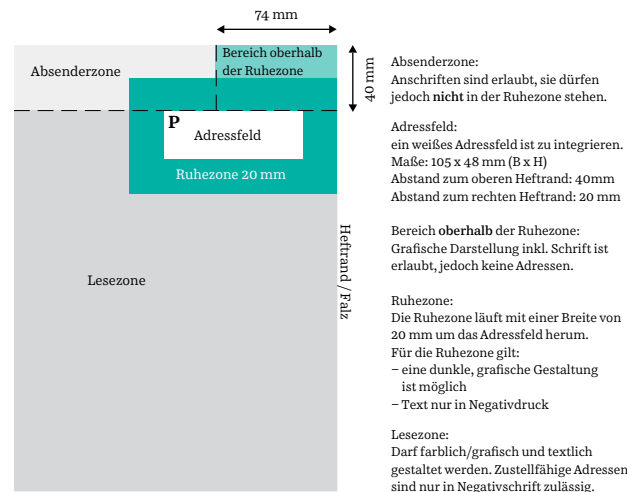 74 mm
Bereich oberhalb
der Ruhezone
Absenderzone
40 mm
P
Adressfeld
Ruhezone 20 mm
Heftrand / Falz
Lesezone
Absenderzone:
Anschriften sind erlaubt, sie dürfen
jedoch nicht in der Ruhezone stehen.
Adressfeld:
ein weißes Adressfeld ist zu integrieren.
Maße: 105 x 48 mm (B x H)
Abstand zum oberen Heftrand: 40mm
Abstand zum rechten Heftrand: 20 mm
Bereich oberhalb der Ruhezone:
Grafische Darstellung inkl. Schrift ist
erlaubt, jedoch keine Adressen.
Ruhezone:
Die Ruhezone läuft mit einer Breite von
20 mm um das Adressfeld herum.
Für die Ruhezone gilt:
– eine dunkle, grafische Gestaltung
ist möglich
– Text nur in Negativdruck
Lesezone:
Darf farblich/grafisch und textlich
gestaltet werden. Zustellfähige Adressen
sind nur in Negativschrift zulässig.